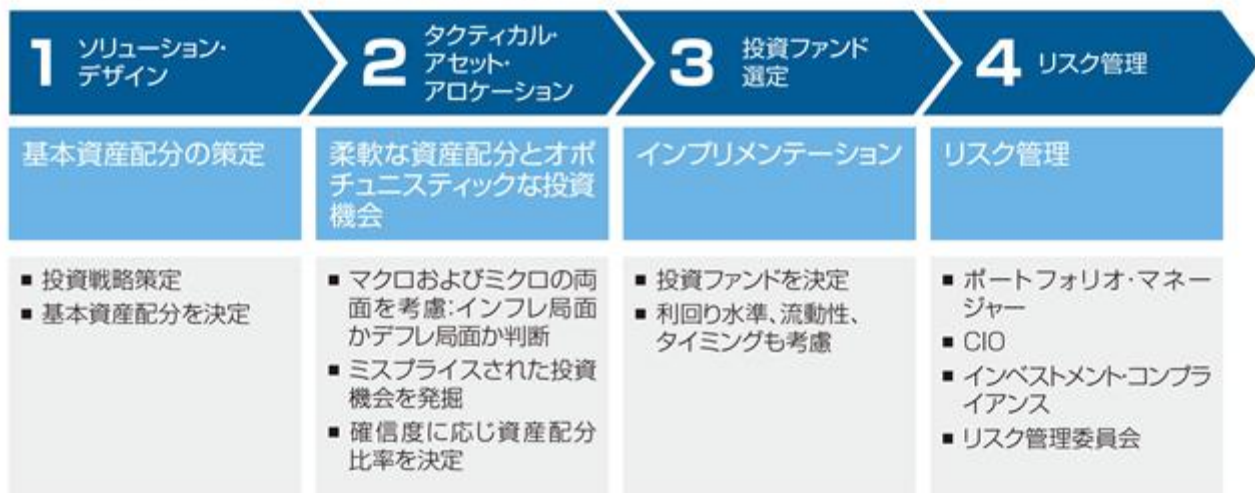 1 ソリューション・
デザイン
2 タクティカル・
アセット・
アロケーション
3 投資ファンド
選定
4 リスク管理
基本資産配分の策定
柔軟な資産配分とオポ
チュニスティックな投資
機会
インプリメンテーション
リスク管理
■ 投資戦略策定
■ 基本資産配分を決定
■ マクロおよびミクロの両
面を考慮:インフレ局面
かデフレ局面か判断
■ ミスプライスされた投資
機会を発掘
■ 確信度に応じ資産配分
比率を決定
■ 投資ファンドを決定
■ 利回り水準、流動性、
タイミングも考慮
■ ポートフォリオ・マネー
ジャー
■ CIO
■ インベストメント・コンプラ
イアンス
■ リスク管理委員会